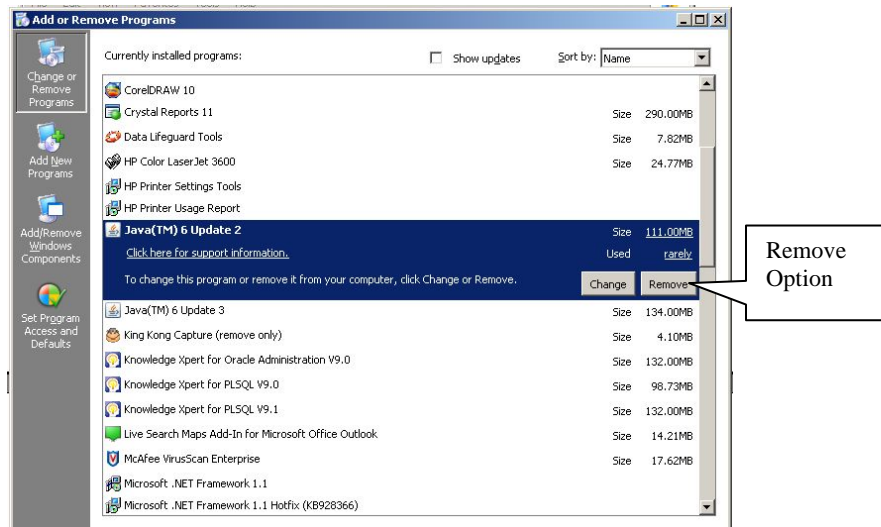 Add or Remove Programs
Change or
Remove
Programs
Add New
Programs
Add/Remove
Windows
Components
Set Program
Access and
Defaults
Currently installed programs:
Show updates
Sort by: Name
CorelDRAW 10
Crystal Reports 11 Size 290.00MB
Data Lifeguard Tools Size 7.82MB
HP Color LaserJet 3600 Size 24.77MB
HP Printer Settings Tools
HP Printer Usage Report
Java(TM) 6 Update 2 Size 111.00MB
Click here for support information. Used rarely
To change this program or remove it from your computer, click Change or Remove. Change Remove
Java(TM) 6 Update 3 Size 134.00MB
King Kong Capture (remove only) Size 4.10MB
Knowledge Xpert for Oracle Administration V9.0 Size 132.00MB
Knowledge Xpert for PLSQL V9.0 Size 98.73MB
Knowledge Xpert for PLSQL V9.1 Size 132.00MB
Live Search Maps Add-In for Microsoft Office Outlook Size 14.21MB
McAfee VirusScan Enterprise Size 17.62MB
Microsoft .NET Framework 1.1
Microsoft .NET Framework 1.1 Hotfix (KB928366)
Remove
Option